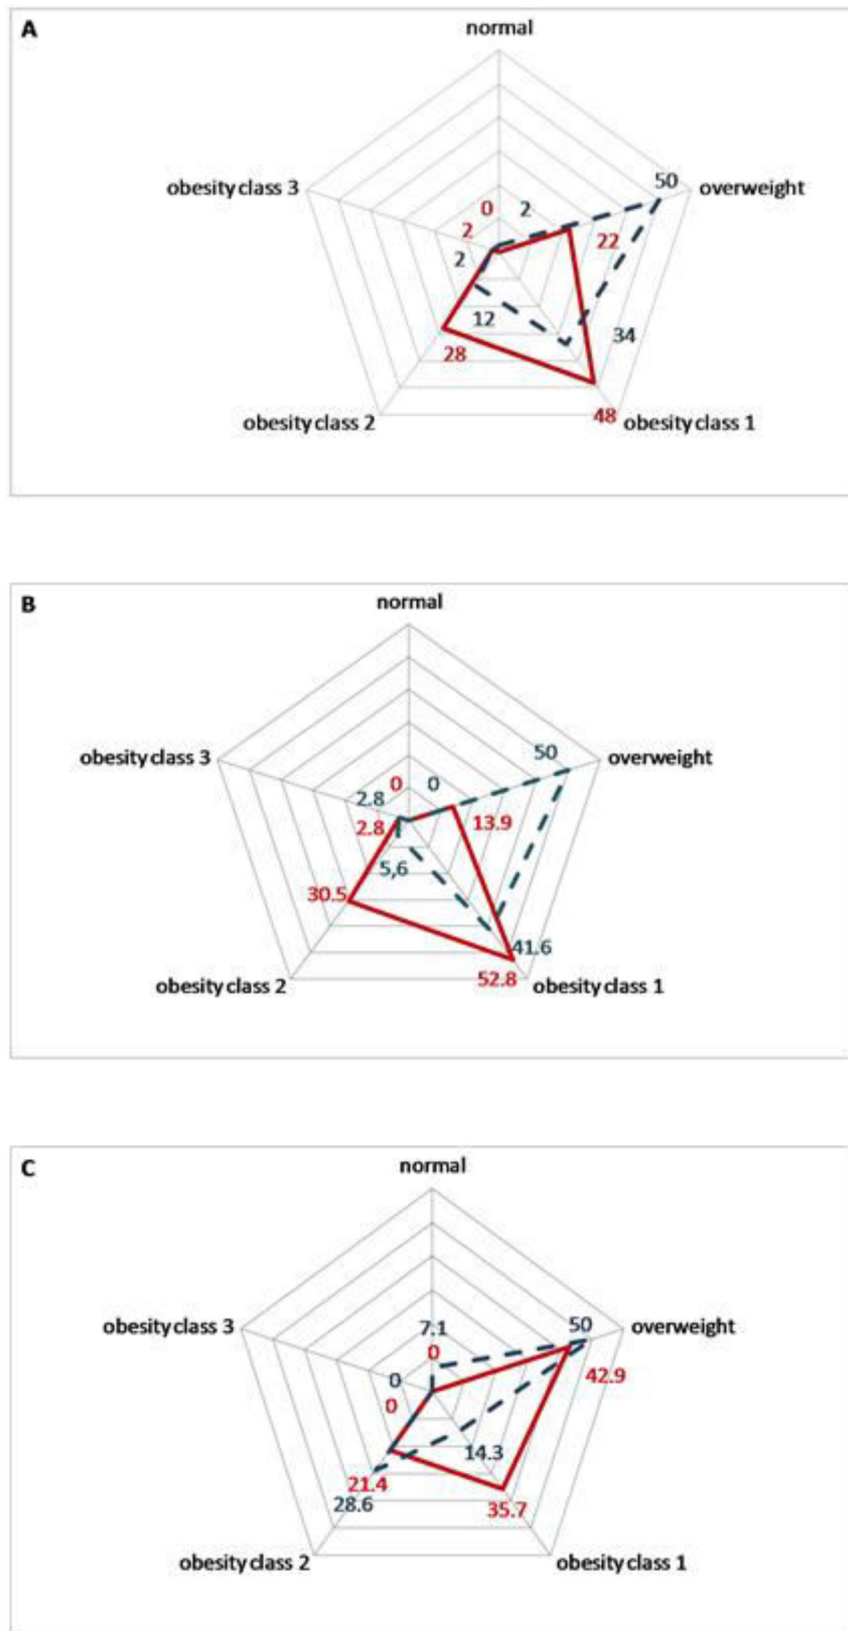 A
normal
obesity class 3
50
overweight
0
2
2
22
2
12
34
28
48
obesity class 1
obesity class 2
B
normal
obesity class 3
50
overweight
0
0
2.8
2.8
13.9
5,6
30.5
41.6
52.8
obesity class 1
obesity class 2
C
normal
obesity class 3
7.1
50
overweight
0
0
42.9
0
14.3
21.4
28.6
35.7
obesity class 2
obesity class 1